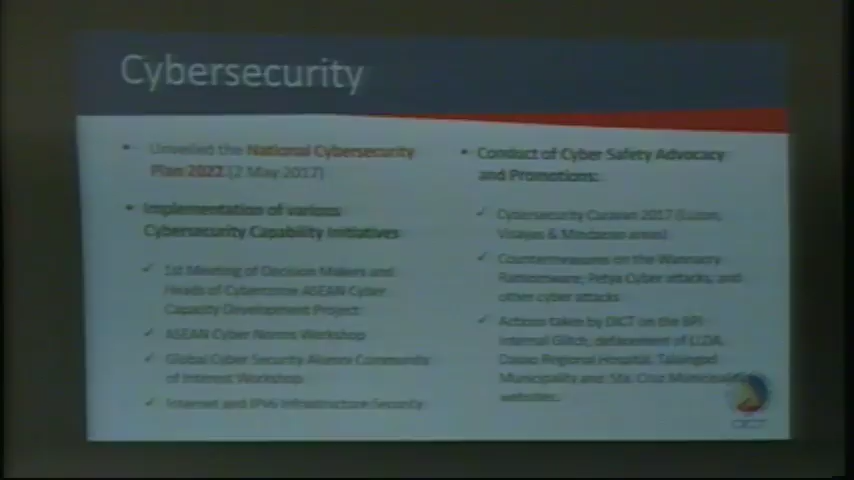 Cybersecurity
• Unveiled the National Cybersecurity
Plan 2022 (2 May 2017)
• Implementation of various
Cybersecurity Capability Initiatives
✓ 1st Meeting of Decision Makers and
Heads of Cybercrime ASEAN Cyber
Capacity Development Project
✓ ASEAN Cyber Norms Workshop
✓ Global Cyber Security Alumni Community
of Interest Workshop
✓ Internet and IPV6 Infrastructure Security
• Conduct of Cyber Safety Advocacy
and Promotions:
✓ Cybersecurity Caravan 2017 (Luzon,
Visayas & Mindanao areas)
✓ Countermeasures on the Wannacry
Ransomware, Petya Cyber attacks, and
other cyber attacks
✓ Actions taken by DICT on the BPI
Internal Glitch, defacement of LLDA,
Regional Hospital,
Municipality and Sta. Cruz Municipality
websites.
DICT